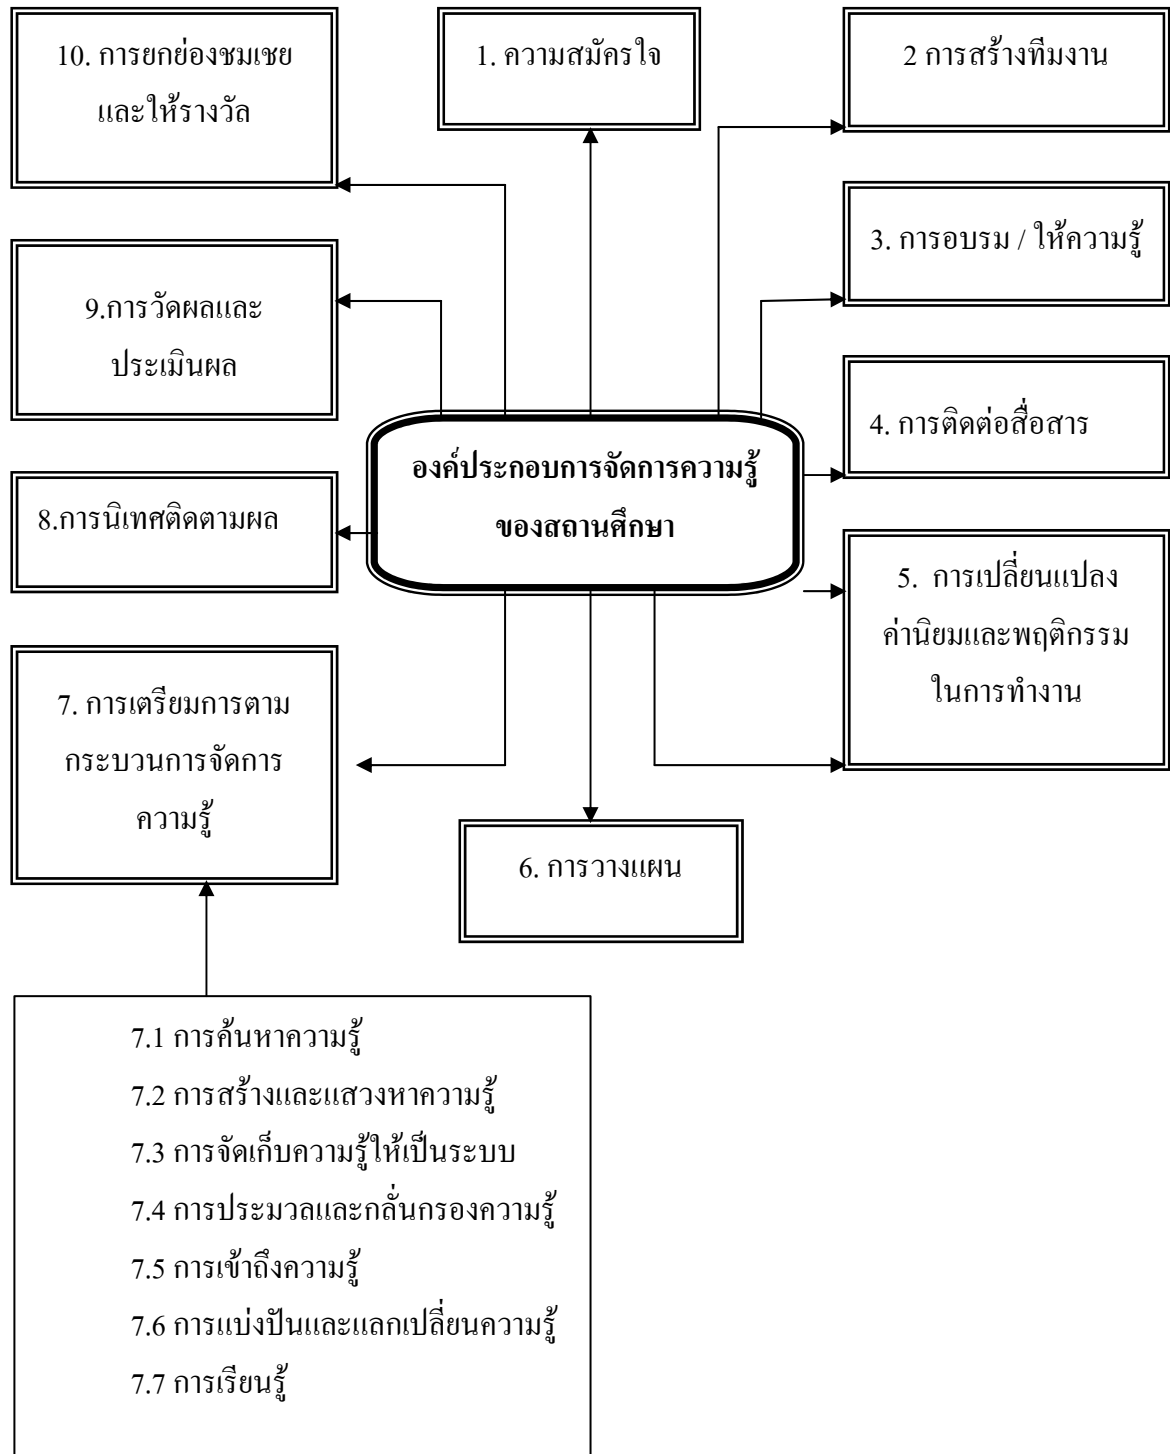 10. การยกย่องชมเชย
และให้รางวัล
1. ความสมัครใจ
2 การสร้างทีมงาน
3. การอบรม / ให้ความรู้
9.การวัดผลและ
ประเมินผล
4. การติดต่อสื่อสาร
องค์ประกอบการจัดการความรู้
ของสถานศึกษา
8.การนิเทศติดตามผล
5. การเปลี่ยนแปลง
ค่านิยมและพฤติกรรม
ในการทำงาน
7. การเตรียมการตาม
กระบวนการจัดการ
ความรู้
6. การวางแผน
7.1 การค้นหาความรู้
7.2 การสร้างและแสวงหาความรู้
7.3 การจัดเก็บความรู้ให้เป็นระบบ
7.4 การประมวลและกลั่นกรองความรู้
7.5 การเข้าถึงความรู้
7.6 การแบ่งปันและแลกเปลี่ยนความรู้
7.7 การเรียนรู้